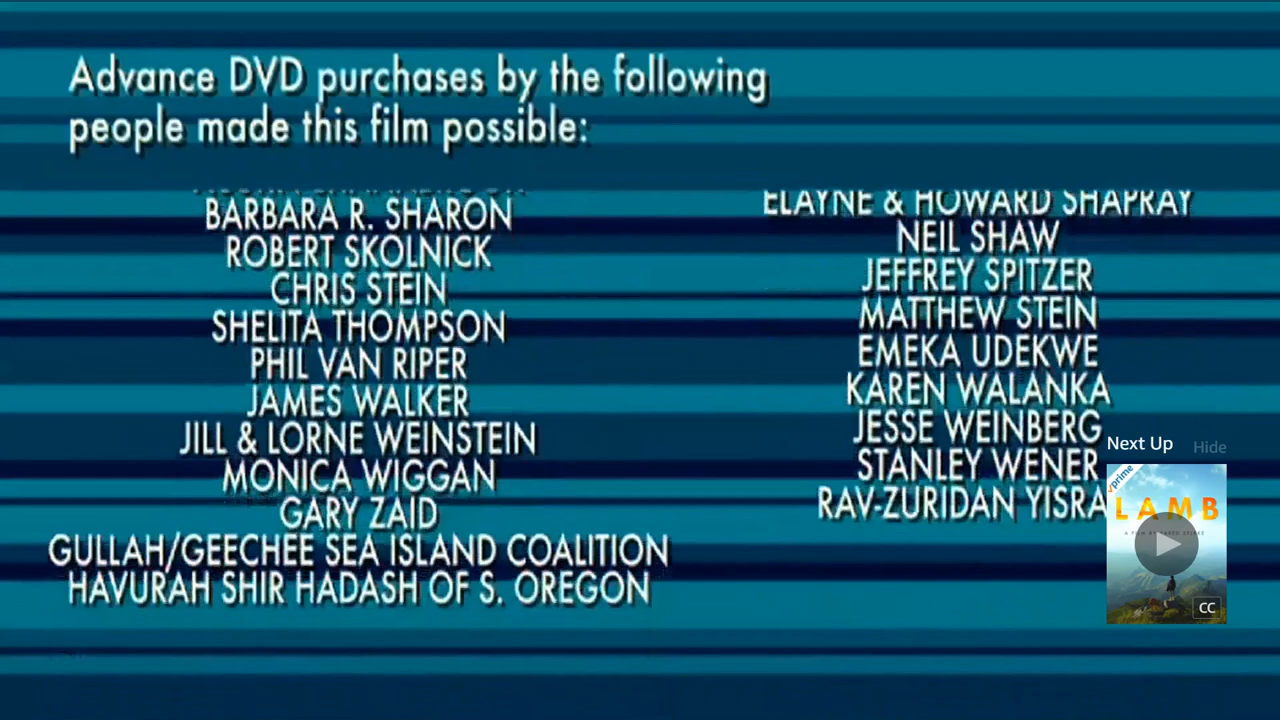 Advance DVD purchases by the following
people made this film possible:
BARBARA R. SHARON
ROBERT SKOLNICK
CHRIS STEIN
SHELITA THOMPSON
PHIL VAN RIPER
JAMES WALKER
JILL & LORNE WEINSTEIN
MONICA WIGGAN
GARY ZAID
GULLAH/GEECHEE SEA ISLAND COALITION
HAVURAH SHIR HADASH OF S. OREGON
ELAYNE & HOWARD SHAPRAY
NEIL SHAW
JEFFREY SPITZER
MATTHEW STEIN
EMEKA UDEKWE
KAREN WALANKA
JESSE WEINBERG
STANLEY WENER
RAV-ZURIDAN YISRA
Next Up Hide
prime
LAMB
CC